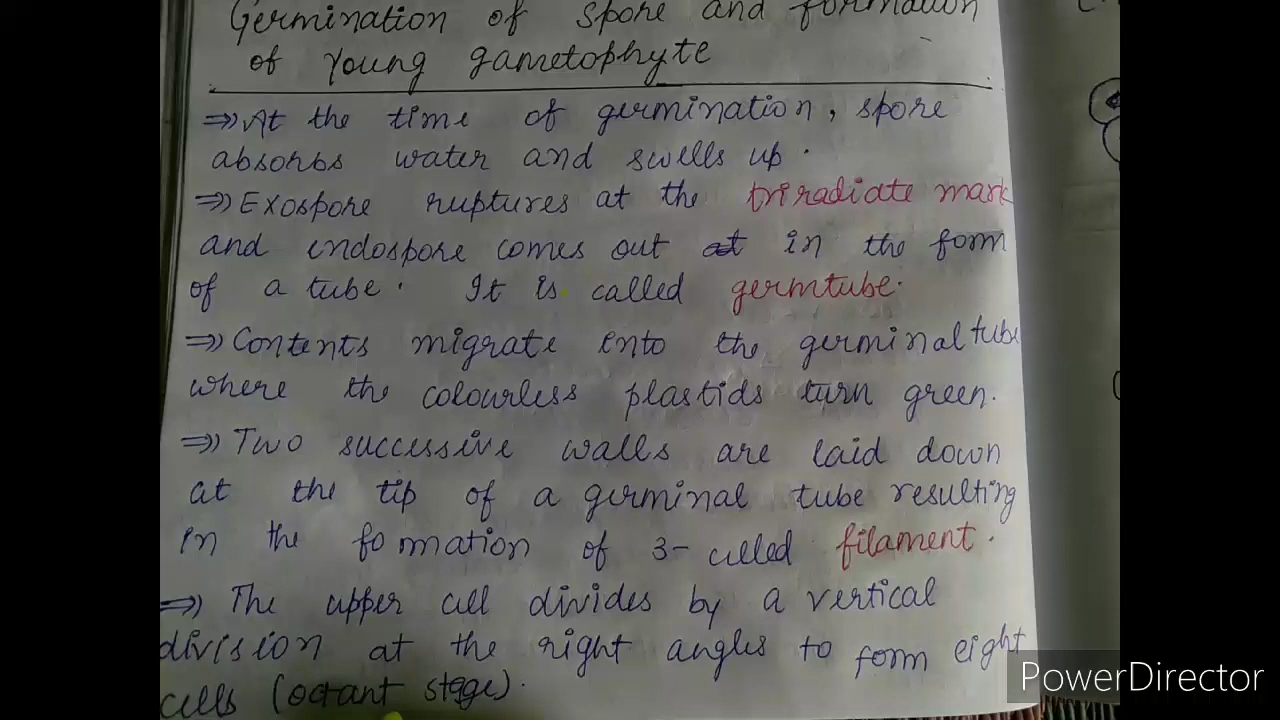 Germination of spore and formation
of Young gametophyte
⇒ At the time of germination, spore
absorbs water and swells up.
⇒ Exospore ruptures at the triradiate mark
and endospore comes out at in the form
of a tube. It is called germtube.
⇒ Contents migrate into the germinal tube
where the colourless plastids turn green.
⇒ Two successive walls are laid down
at the tip of a germinal tube resulting
in the formation of 3-celled filament.
⇒ The upper cell divides by a vertical
division at the right angles to form eight
cells (octant stage).
PowerDirector